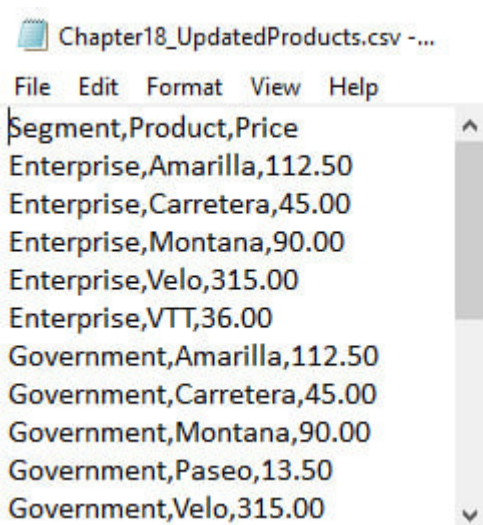 Chapter18_UpdatedProducts.csv -...
File Edit Format View Help
Segment,Product,Price
Enterprise,Amarilla,112.50
Enterprise,Carretera,45.00
Enterprise,Montana,90.00
Enterprise,Velo,315.00
Enterprise,VTT,36.00
Government,Amarilla,112.50
Government,Carretera,45.00
Government,Montana,90.00
Government,Paseo,13.50
Government,Velo,315.00